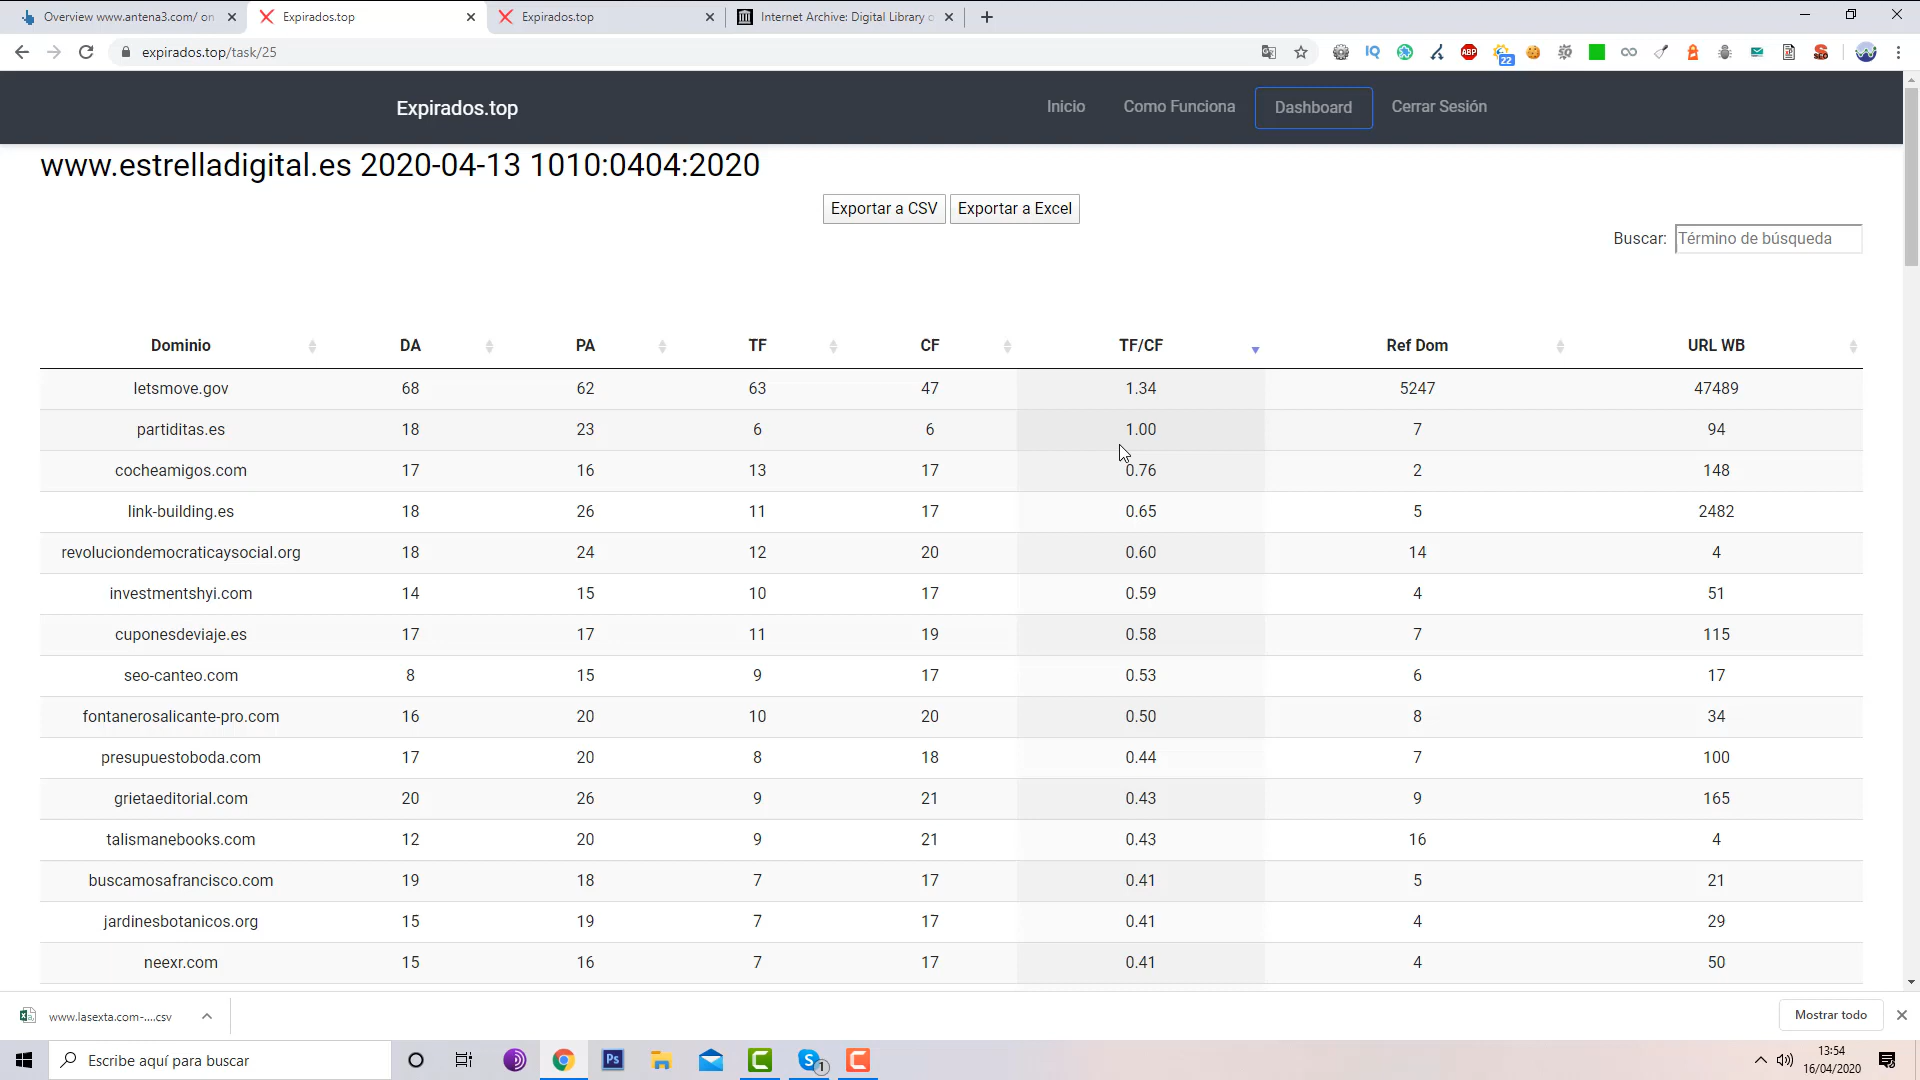 Overview www.antena3.com/ on
Expirados.top
Expirados.top
Internet Archive: Digital Library o
expirados.top/task/25
IQ
ABP
22
SEO
Expirados.top
Inicio
Como Funciona
Dashboard
Cerrar Sesión
www.estrelladigital.es 2020-04-13 1010:0404:2020
Exportar a CSV
Exportar a Excel
Buscar: Término de búsqueda
Dominio DA PA TF CF TF/CF Ref Dom URL WB
letsmove.gov 68 62 63 47 1.34 5247 47489
partiditas.es 18 23 6 6 1.00 7 94
cocheamigos.com 17 16 13 17 0.76 2 148
link-building.es 18 26 11 17 0.65 5 2482
revoluciondemocraticaysocial.org 18 24 12 20 0.60 14 4
investmentshyi.com 14 15 10 17 0.59 4 51
cuponesdeviaje.es 17 17 11 19 0.58 7 115
seo-canteo.com 8 15 9 17 0.53 6 17
fontanerosalicante-pro.com 16 20 10 20 0.50 8 34
presupuestoboda.com 17 20 8 18 0.44 7 100
grietaeditorial.com 20 26 9 21 0.43 9 165
talismanebooks.com 12 20 9 21 0.43 16 4
buscamosafrancisco.com 19 18 7 17 0.41 5 21
jardinesbotanicos.org 15 19 7 17 0.41 4 29
neexr.com 15 16 7 17 0.41 4 50
www.lasexta.com-....csv
Mostrar todo
Escribe aquí para buscar
Ps
1
13:54
16/04/2020